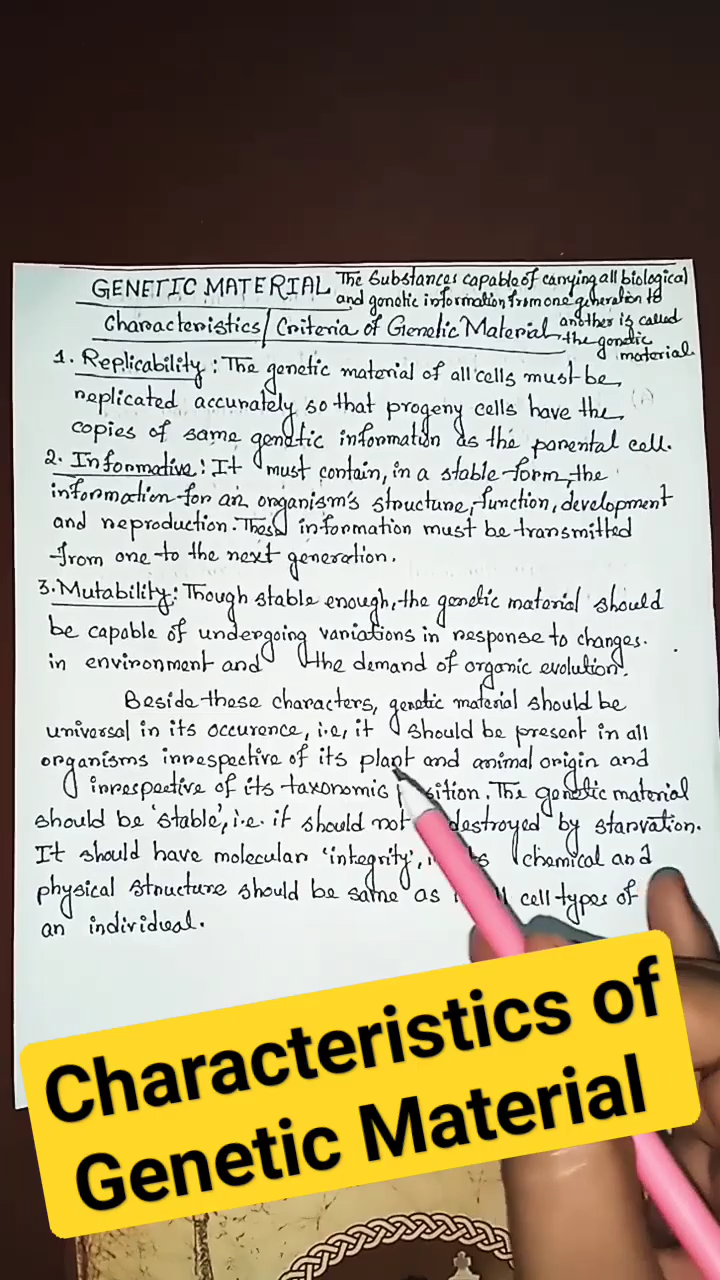 GENETIC MATERIAL The Substances capable of carrying all biological
and genetic information from one generation to
another is called
the genetic
material.
Characteristics/ Criteria of Genetic Material
1. Replicability: The genetic material of all cells must be
replicated accurately so that progeny cells have the
copies of same genetic information as the parental cell.
2. Informative: It must contain, in a stable form, the
information for an organism's structure, function, development
and reproduction. These information must be transmitted
from one to the next generation.
3. Mutability: Though stable enough, the genetic material should
be capable of undergoing variations in response to changes.
in environment and the demand of organic evolution.
Beside these characters, genetic material should be
universal in its occurence, i.e, it should be present in all
organisms irrespective of its plant and animal origin and
irrespective of its taxonomic sition. The genetic material
should be 'stable', i.e. it should not destroyed by starvation.
It should have molecular 'integrity', chemical and
physical structure should be same as cell types of
an individual.
Characteristics of
Genetic Material